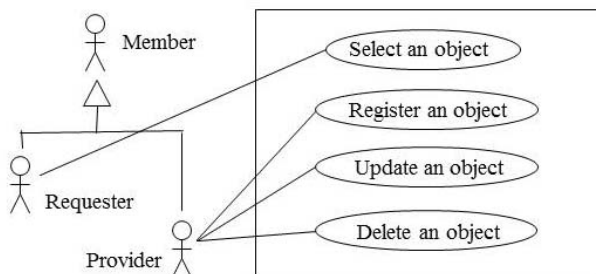 Member
Select an object
Register an object
Update an object
Requester
Delete an object
Provider